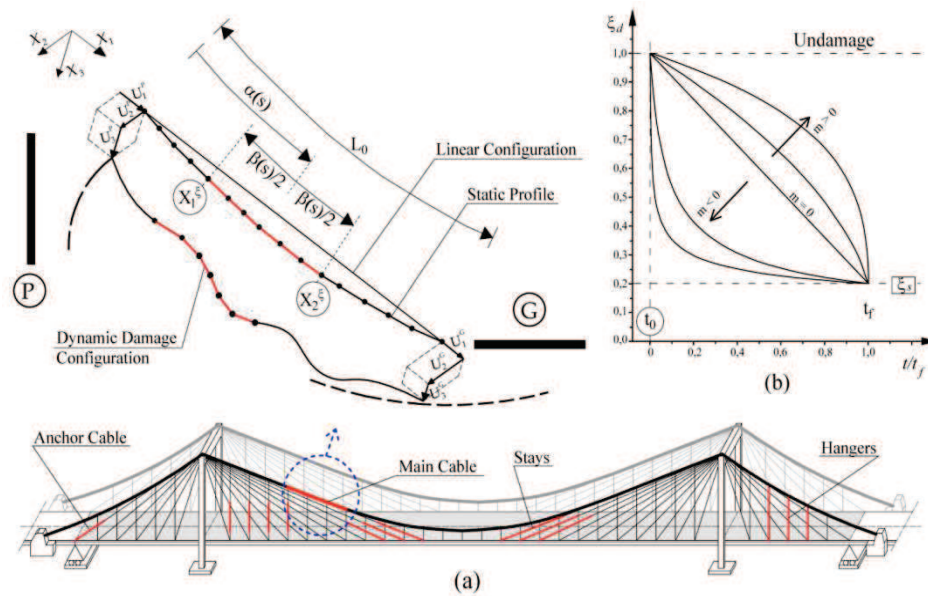 X₂
X₁
X₃
U₁ᴾ
U₂ᴾ
U₃ᴾ
α(s)
L₀
β(s)/2
β(s)/2
Linear Configuration
Static Profile
X₁ξ
X₂ξ
P
G
Dynamic Damage
Configuration
U₁ᴳ
U₂ᴳ
U₃ᴳ
ξd
1,0
0,9
0,8
0,7
0,6
0,5
0,4
0,3
0,2
0,1
0,0
Undamage
m > 0
m < 0
m = 0
ξs
t₀
tf
0 0,2 0,4 0,6 0,8 1,0
t/tf
(b)
Anchor Cable
Main Cable
Stays
Hangers
(a)